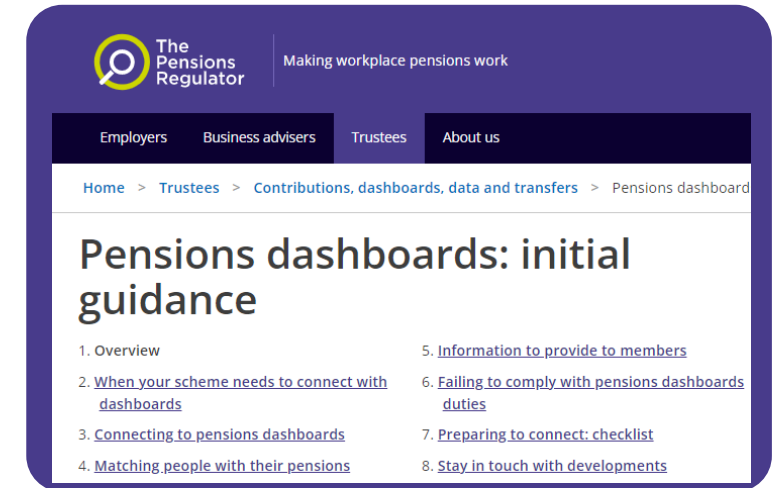 The
Pensions
Regulator
Making workplace pensions work
Employers Business advisers Trustees About us
Home > Trustees > Contributions, dashboards, data and transfers > Pensions dashboard
Pensions dashboards: initial
guidance
1. Overview
2. When your scheme needs to connect with
dashboards
3. Connecting to pensions dashboards
4. Matching people with their pensions
5. Information to provide to members
6. Failing to comply with pensions dashboards
duties
7. Preparing to connect: checklist
8. Stay in touch with developments